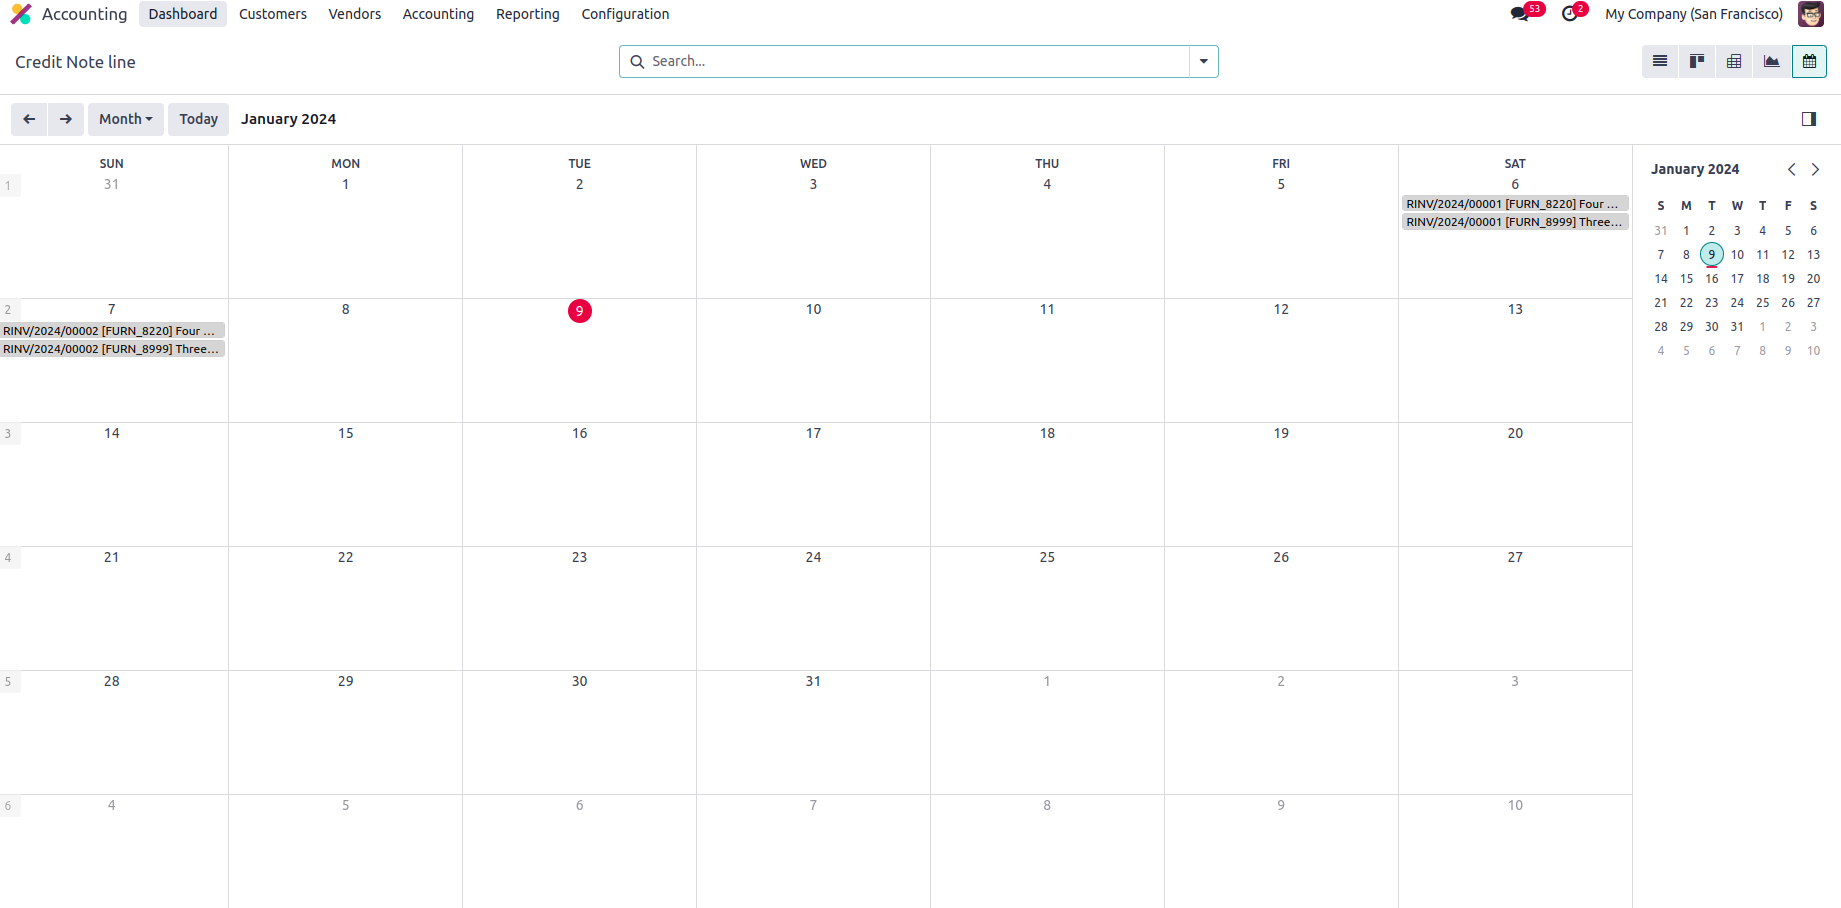 Accounting Dashboard Customers Vendors Accounting Reporting Configuration 53 2 My Company (San Francisco)
Credit Note line Search...
Month Today January 2024
SUN MON TUE WED THU FRI SAT
1 31 1 2 3 4 5 6
RINV/2024/00001 [FURN_8220] Four ...
RINV/2024/00001 [FURN_8999] Three...
2 7 8 9 10 11 12 13
RINV/2024/00002 [FURN_8220] Four ...
RINV/2024/00002 [FURN_8999] Three...
3 14 15 16 17 18 19 20
4 21 22 23 24 25 26 27
5 28 29 30 31 1 2 3
6 4 5 6 7 8 9 10
January 2024
S M T W T F S
31 1 2 3 4 5 6
7 8 9 10 11 12 13
14 15 16 17 18 19 20
21 22 23 24 25 26 27
28 29 30 31 1 2 3
4 5 6 7 8 9 10